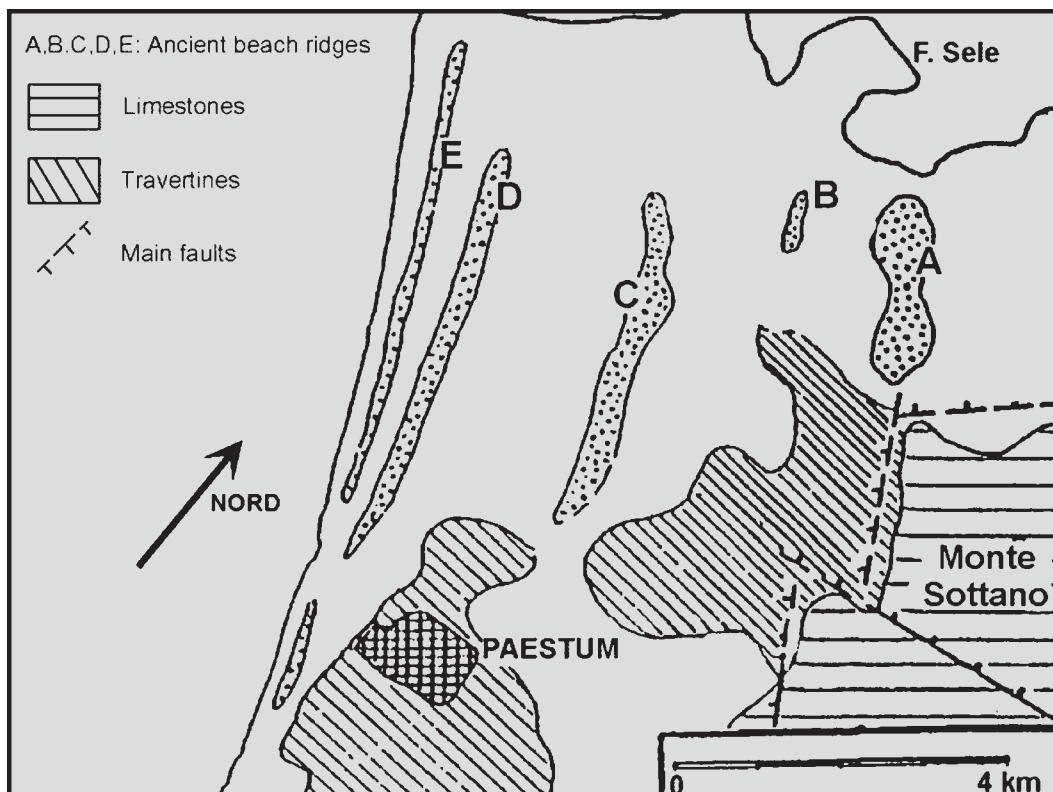 A,B.C,D,E: Ancient beach ridges
Limestones
Travertines
Main faults
F. Sele
E
D
B
A
C
NORD
Monte
Sottano
PAESTUM
0 4 km